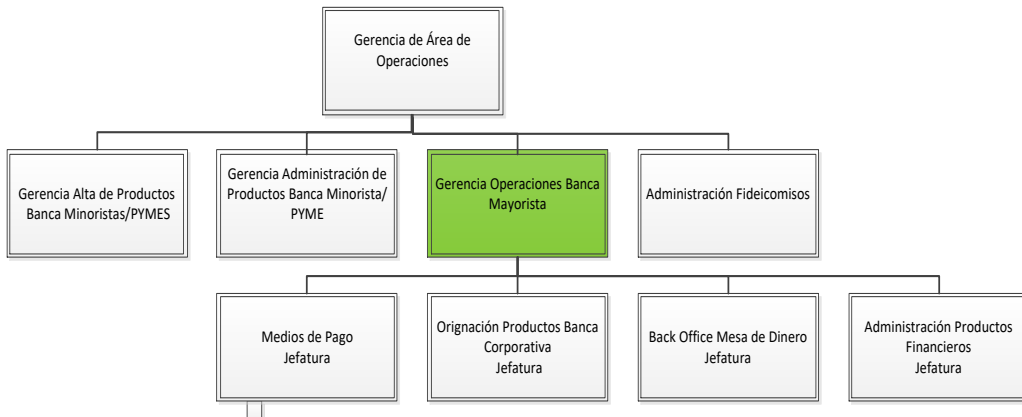 Gerencia de Área de
Operaciones
Gerencia Alta de Productos
Banca Minoristas/PYMES
Gerencia Administración de
Productos Banca Minorista/
PYME
Gerencia Operaciones Banca
Mayorista
Administración Fideicomisos
Medios de Pago
Jefatura
Orignación Productos Banca
Corporativa
Jefatura
Back Office Mesa de Dinero
Jefatura
Administración Productos
Financieros
Jefatura